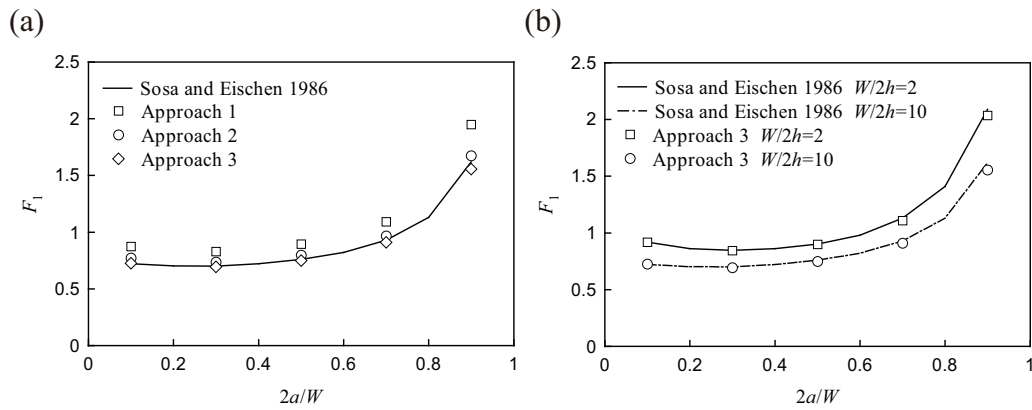 (a)
2.5
2
1.5
1
0.5
0
F1
Sosa and Eischen 1986
Approach 1
Approach 2
Approach 3
0 0.2 0.4 0.6 0.8 1
2a/W
(b)
2.5
2
1.5
1
0.5
0
F1
Sosa and Eischen 1986 W/2h=2
Sosa and Eischen 1986 W/2h=10
Approach 3 W/2h=2
Approach 3 W/2h=10
0 0.2 0.4 0.6 0.8 1
2a/W